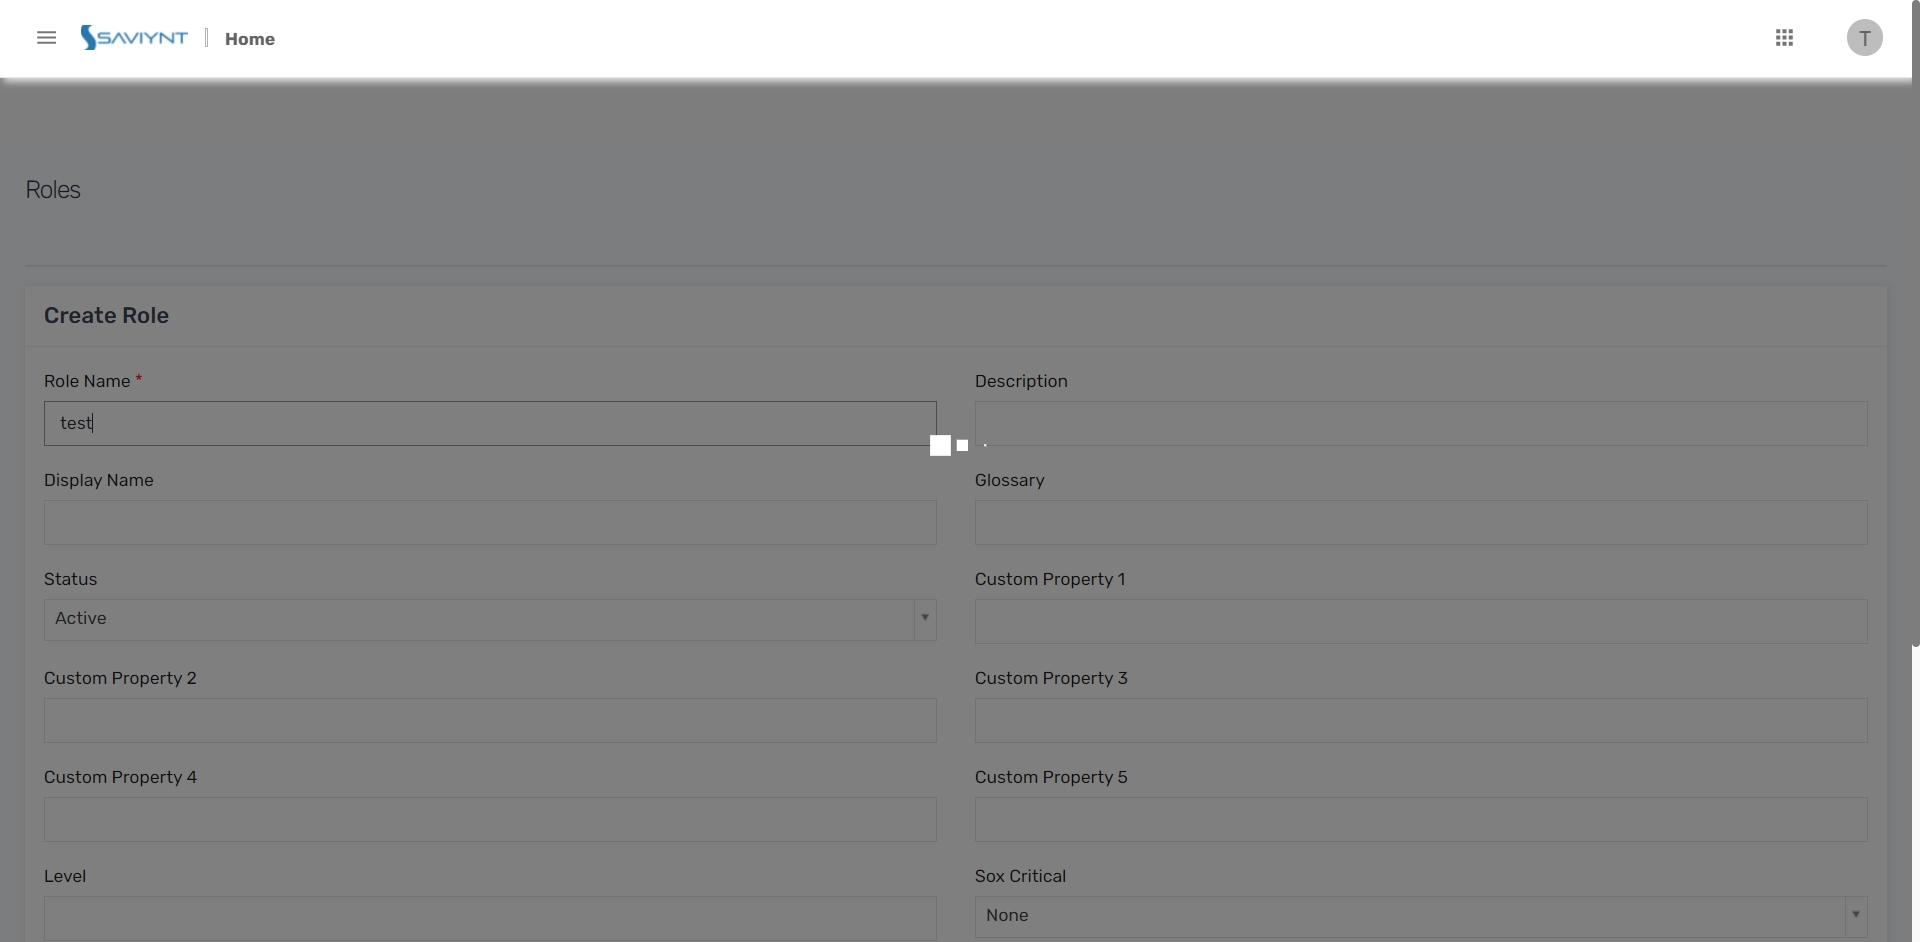 SAVIYNT Home T
Roles
Create Role
Role Name *
Description
test
Display Name
Glossary
Status
Custom Property 1
Active
Custom Property 2
Custom Property 3
Custom Property 4
Custom Property 5
Level
Sox Critical
None